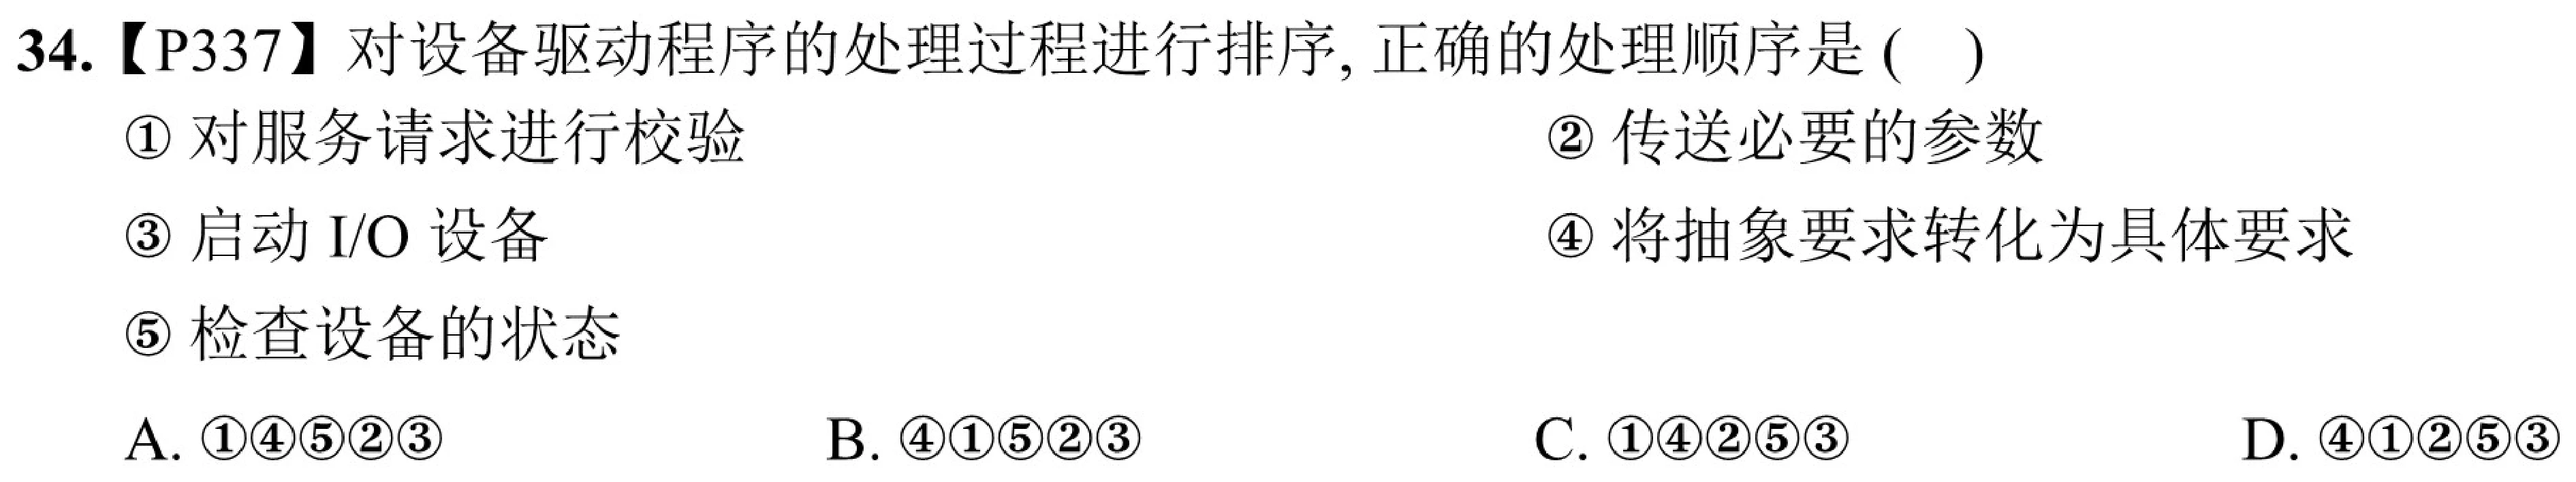 34.【P337】对设备驱动程序的处理过程进行排序, 正确的处理顺序是 (   )
① 对服务请求进行校验 ② 传送必要的参数
③ 启动 I/O 设备 ④ 将抽象要求转化为具体要求
⑤ 检查设备的状态
A. ①④⑤②③ B. ④①⑤②③ C. ①④②⑤③ D. ④①②⑤③